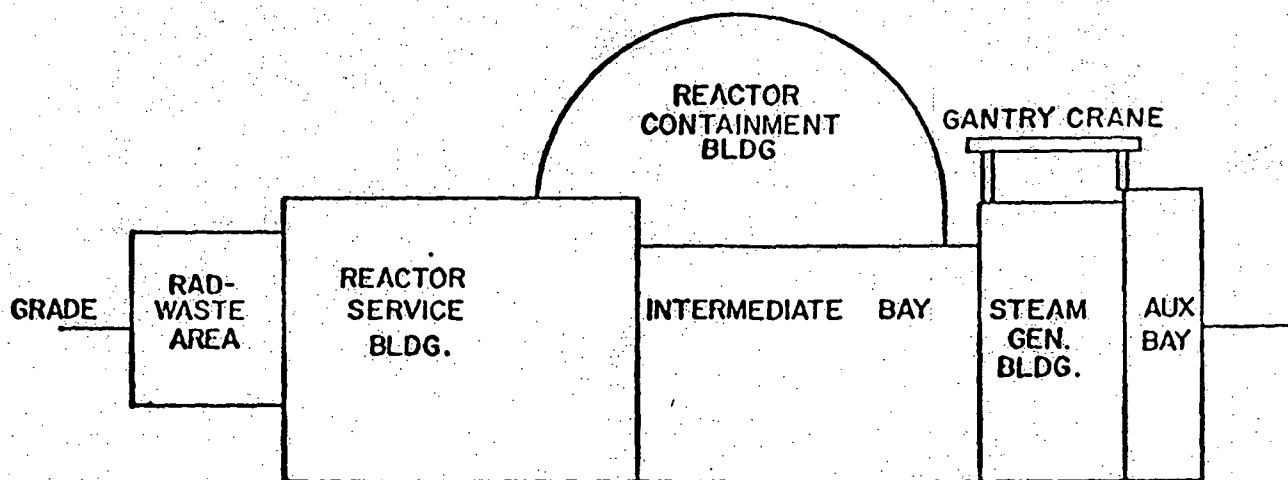 REACTOR
CONTAINMENT
BLDG
GANTRY CRANE
GRADE
RAD-
WASTE
AREA
REACTOR
SERVICE
BLDG.
INTERMEDIATE BAY
STEAM
GEN.
BLDG.
AUX
BAY